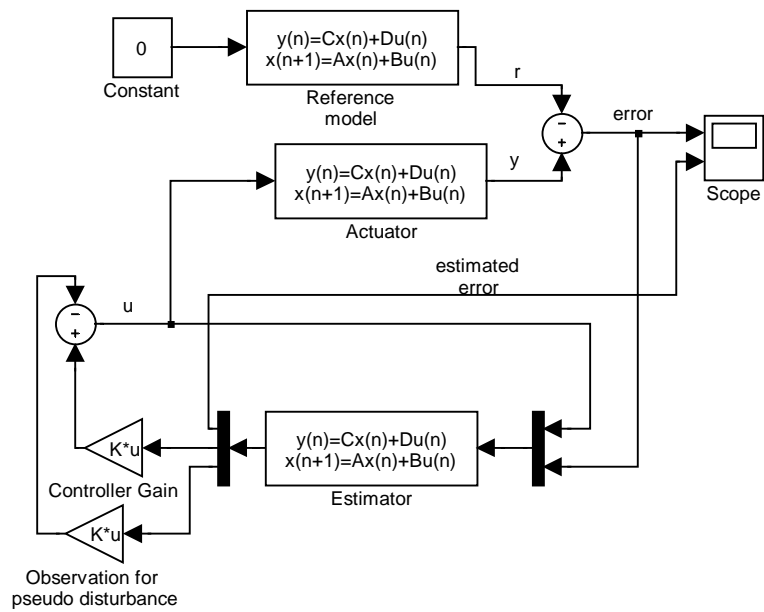 0
Constant
y(n)=Cx(n)+Du(n)
x(n+1)=Ax(n)+Bu(n)
Reference
model
r
-
+
error
Scope
y(n)=Cx(n)+Du(n)
x(n+1)=Ax(n)+Bu(n)
Actuator
y
estimated
error
-
+
u
K*u
Controller Gain
y(n)=Cx(n)+Du(n)
x(n+1)=Ax(n)+Bu(n)
Estimator
K*u
Observation for
pseudo disturbance